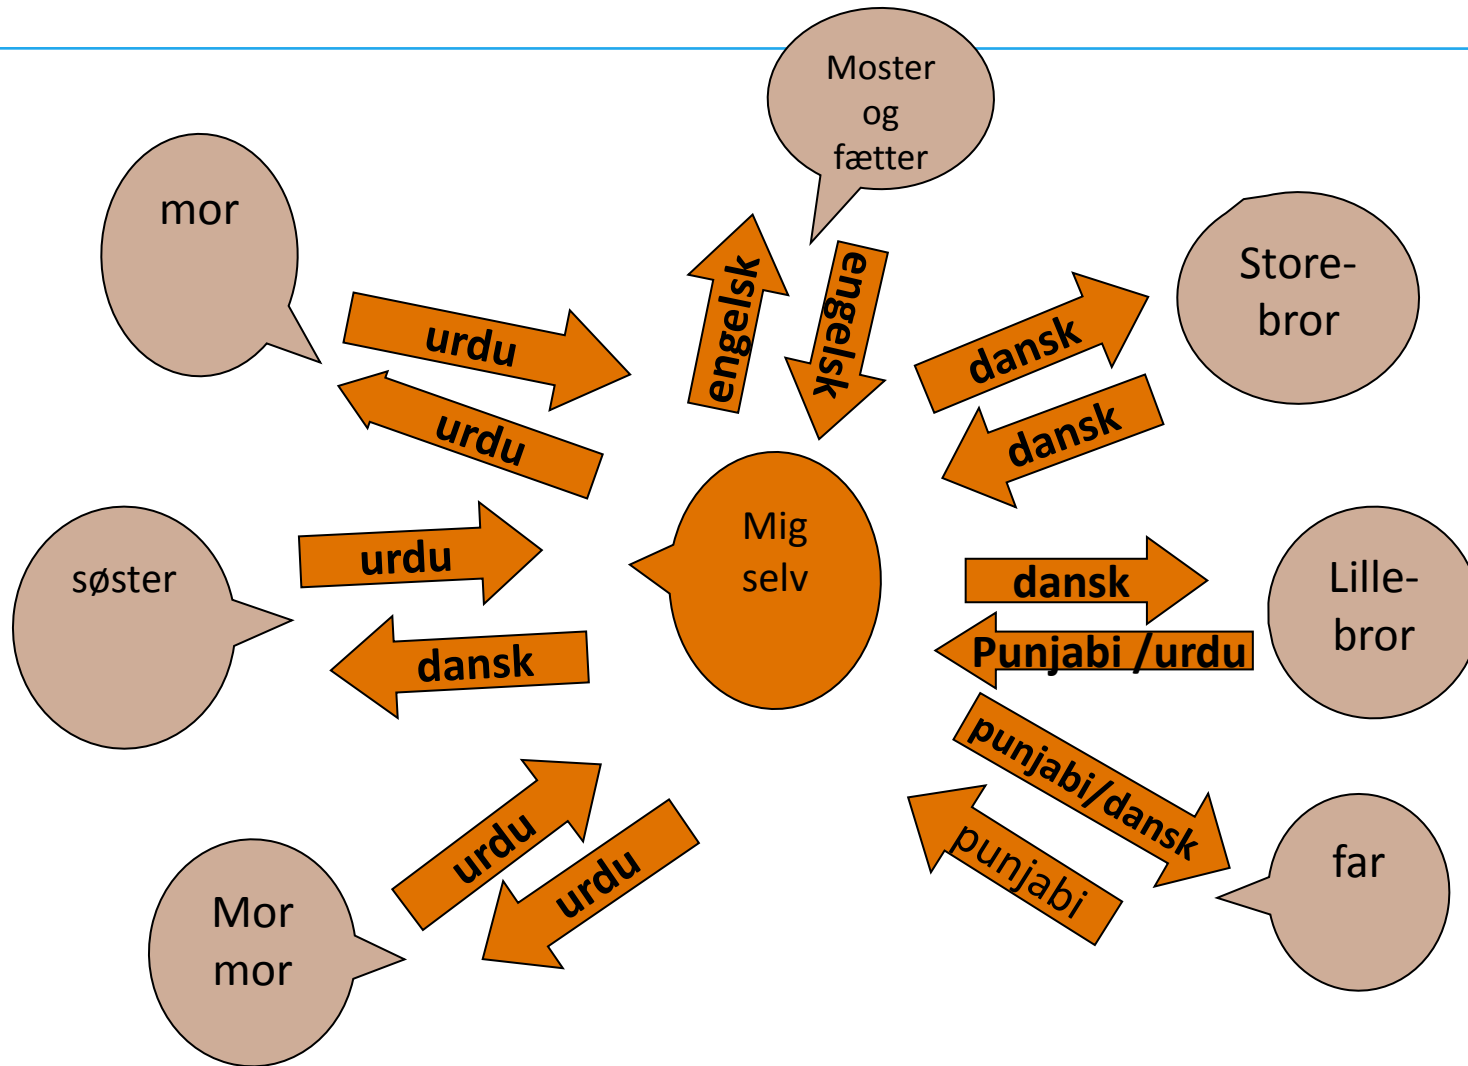 Moster
og
fætter
mor
Store-
bror
urdu
urdu
engelsk
engelsk
dansk
dansk
søster
urdu
dansk
Mig
selv
dansk
Punjabi /urdu
Lille-
bror
punjabi/dansk
punjabi
far
urdu
urdu
Mor
mor